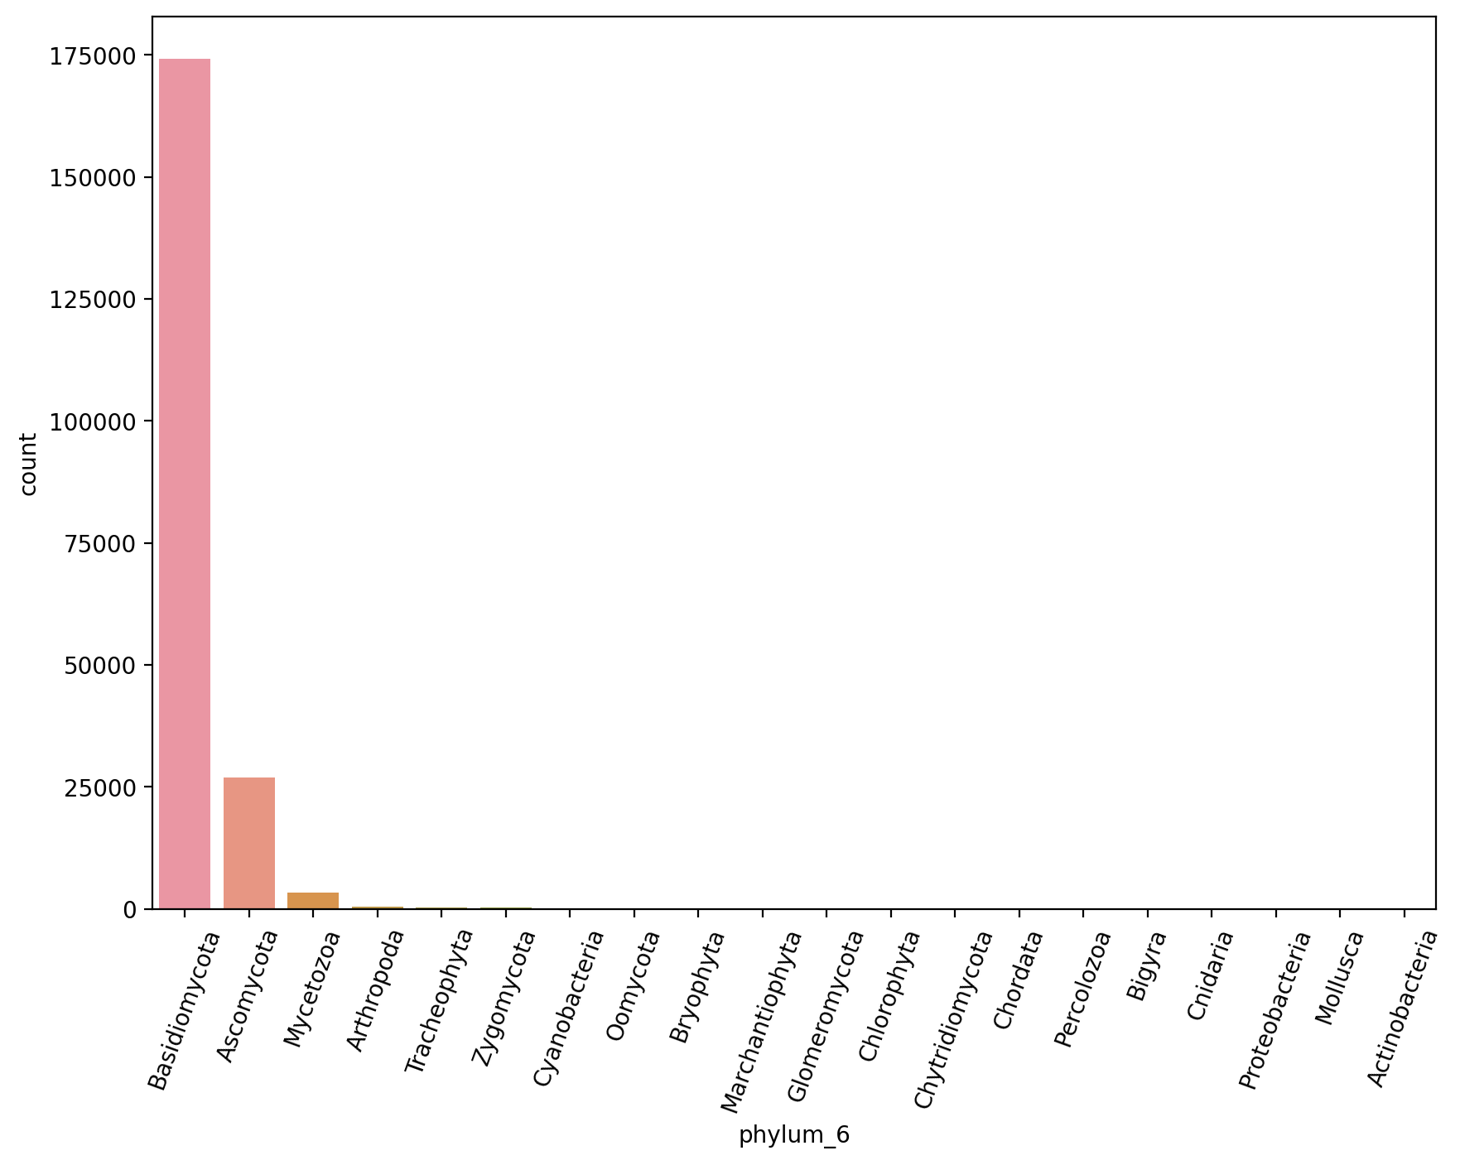 175000
150000
125000
100000
75000
50000
25000
0
count
Basidiomycota
Ascomycota
Mycetozoa
Arthropoda
Tracheophyta
Zygomycota
Cyanobacteria
Oomycota
Bryophyta
Marchantiophyta
Glomeromycota
Chlorophyta
Chytridiomycota
Chordata
Percolozoa
Bigyra
Cnidaria
Proteobacteria
Mollusca
Actinobacteria
phylum_6